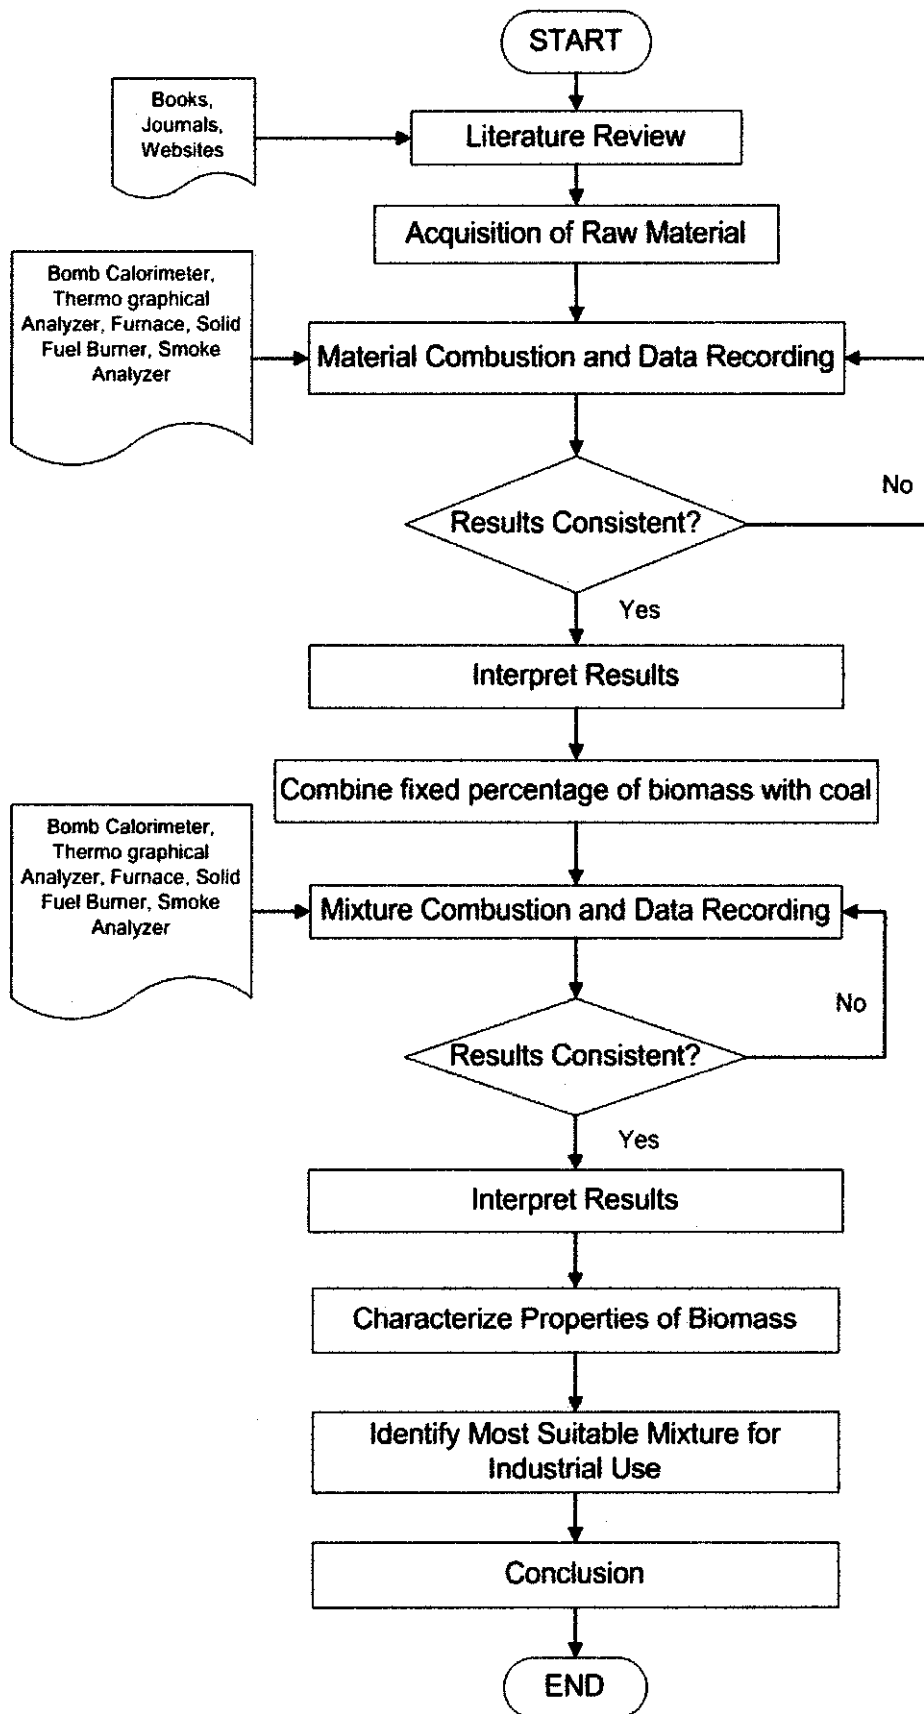 START
Books,
Journals,
Websites
Literature Review
Acquisition of Raw Material
Bomb Calorimeter,
Thermo graphical
Analyzer, Furnace, Solid
Fuel Burner, Smoke
Analyzer
Material Combustion and Data Recording
Results Consistent?
No
Yes
Interpret Results
Combine fixed percentage of biomass with coal
Bomb Calorimeter,
Thermo graphical
Analyzer, Furnace, Solid
Fuel Burner, Smoke
Analyzer
Mixture Combustion and Data Recording
No
Results Consistent?
Yes
Interpret Results
Characterize Properties of Biomass
Identify Most Suitable Mixture for
Industrial Use
Conclusion
END